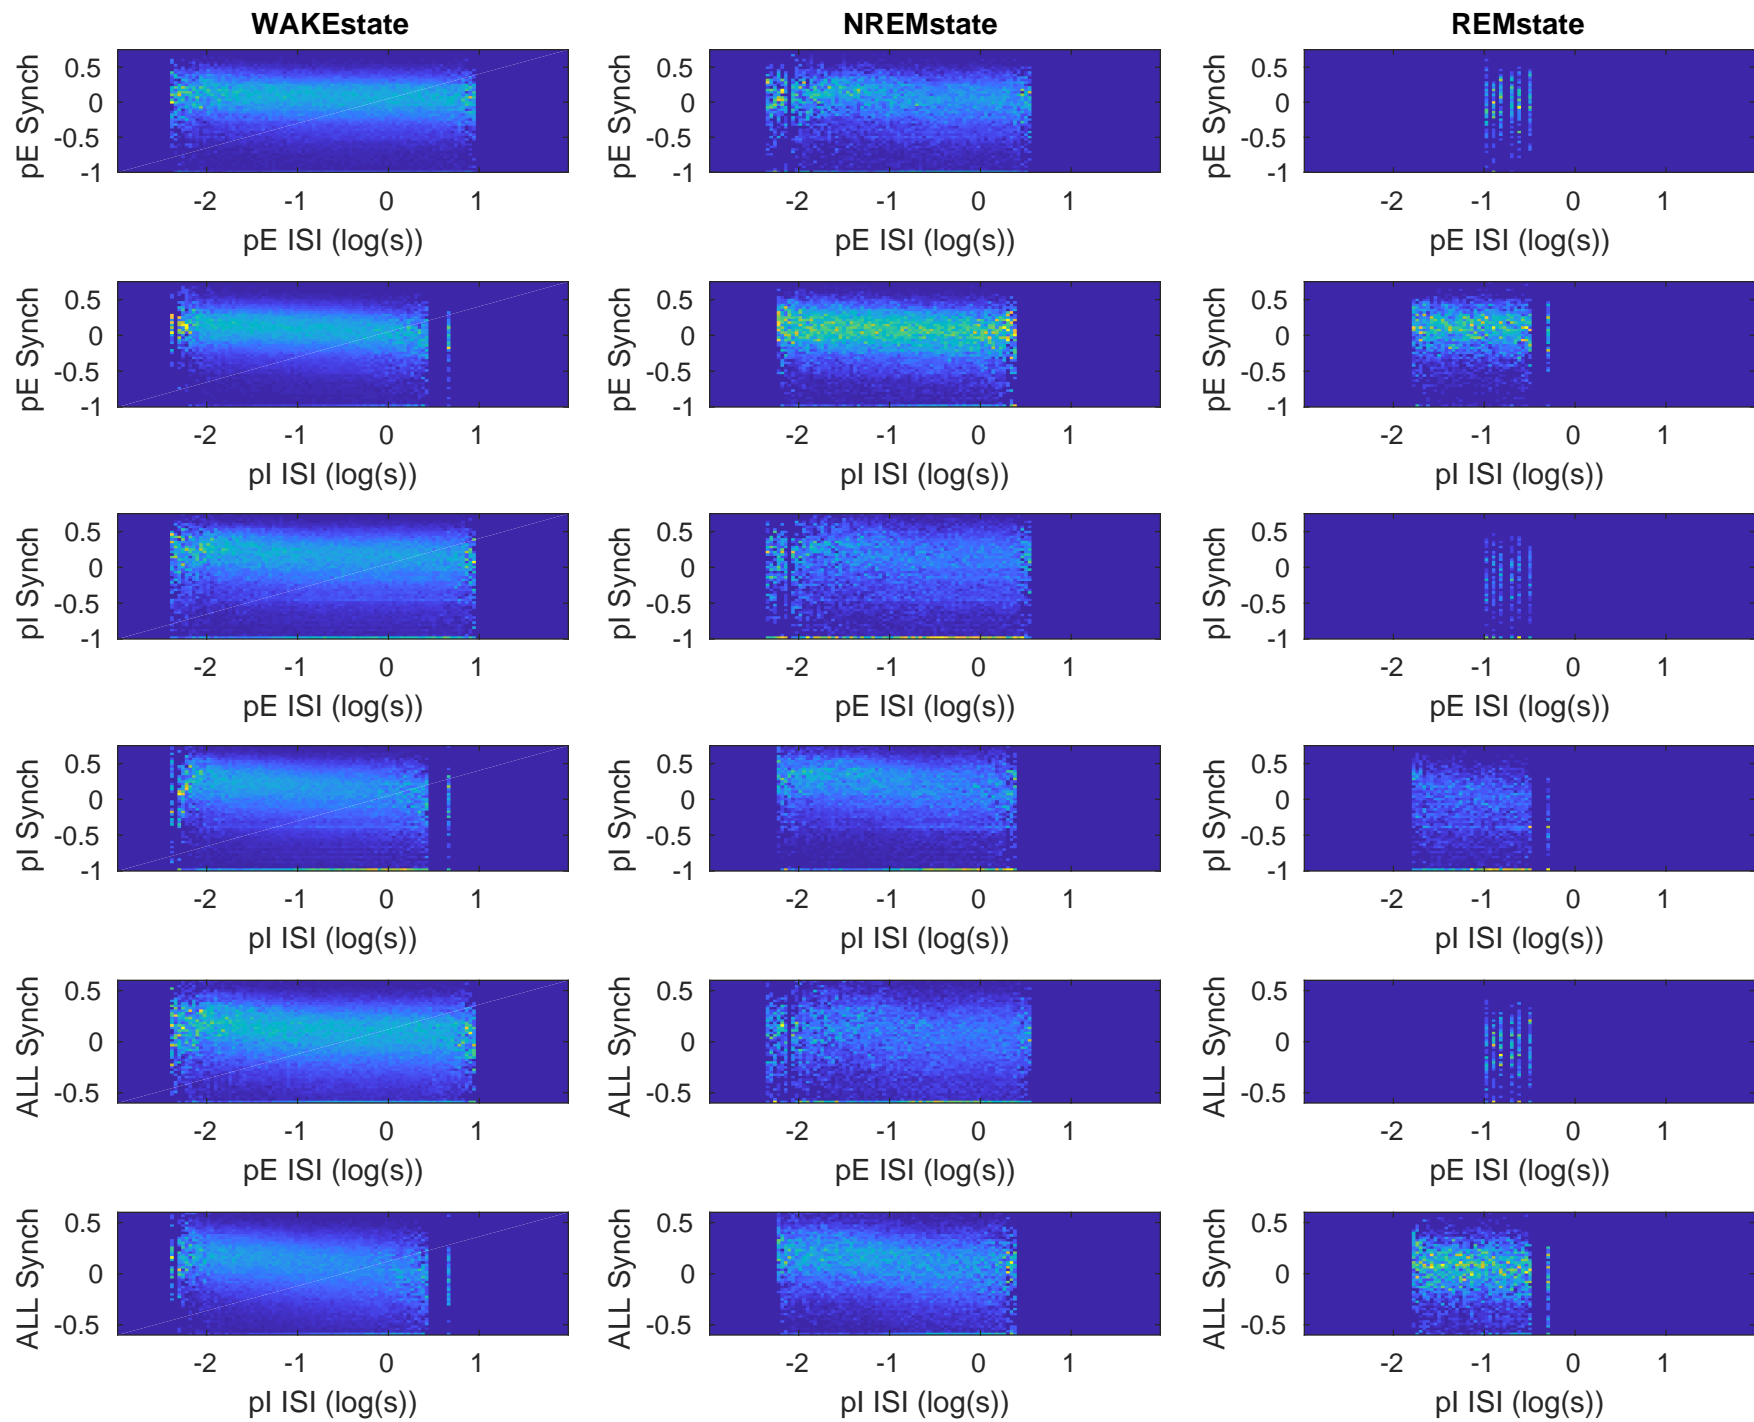 WAKEstate NREMstate REMstate
pE Synch 0.5 0 -0.5 -1 pE Synch 0.5 0 -0.5 -1 pE Synch 0.5 0 -0.5 -1
-2 -1 0 1 -2 -1 0 1 -2 -1 0 1
pE ISI (log(s)) pE ISI (log(s)) pE ISI (log(s))
pE Synch 0.5 0 -0.5 -1 pE Synch 0.5 0 -0.5 -1 pE Synch 0.5 0 -0.5 -1
-2 -1 0 1 -2 -1 0 1 -2 -1 0 1
pI ISI (log(s)) pI ISI (log(s)) pI ISI (log(s))
pI Synch 0.5 0 -0.5 -1 pI Synch 0.5 0 -0.5 -1 pI Synch 0.5 0 -0.5 -1
-2 -1 0 1 -2 -1 0 1 -2 -1 0 1
pE ISI (log(s)) pE ISI (log(s)) pE ISI (log(s))
pI Synch 0.5 0 -0.5 -1 pI Synch 0.5 0 -0.5 -1 pI Synch 0.5 0 -0.5 -1
-2 -1 0 1 -2 -1 0 1 -2 -1 0 1
pI ISI (log(s)) pI ISI (log(s)) pI ISI (log(s))
ALL Synch 0.5 0 -0.5 ALL Synch 0.5 0 -0.5 ALL Synch 0.5 0 -0.5
-2 -1 0 1 -2 -1 0 1 -2 -1 0 1
pE ISI (log(s)) pE ISI (log(s)) pE ISI (log(s))
ALL Synch 0.5 0 -0.5 ALL Synch 0.5 0 -0.5 ALL Synch 0.5 0 -0.5
-2 -1 0 1 -2 -1 0 1 -2 -1 0 1
pI ISI (log(s)) pI ISI (log(s)) pI ISI (log(s))